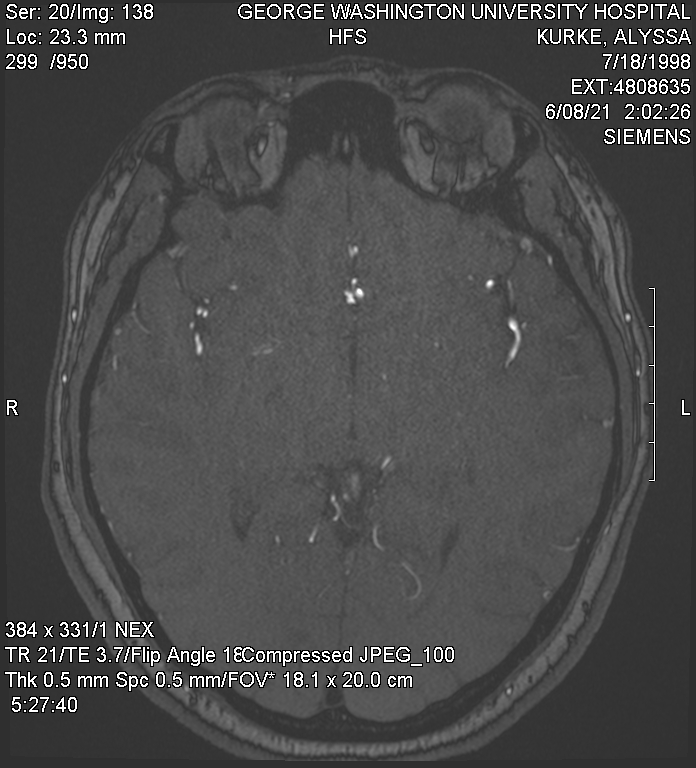 Ser: 20/Img: 138
Loc: 23.3 mm
299 /950
GEORGE WASHINGTON UNIVERSITY HOSPITAL
HFS
KURKE, ALYSSA
7/18/1998
EXT:4808635
6/08/21 2:02:26
SIEMENS
R
L
384 x 331/1 NEX
TR 21/TE 3.7/Flip Angle 18Compressed JPEG_100
Thk 0.5 mm Spc 0.5 mm/FOV* 18.1 x 20.0 cm
5:27:40